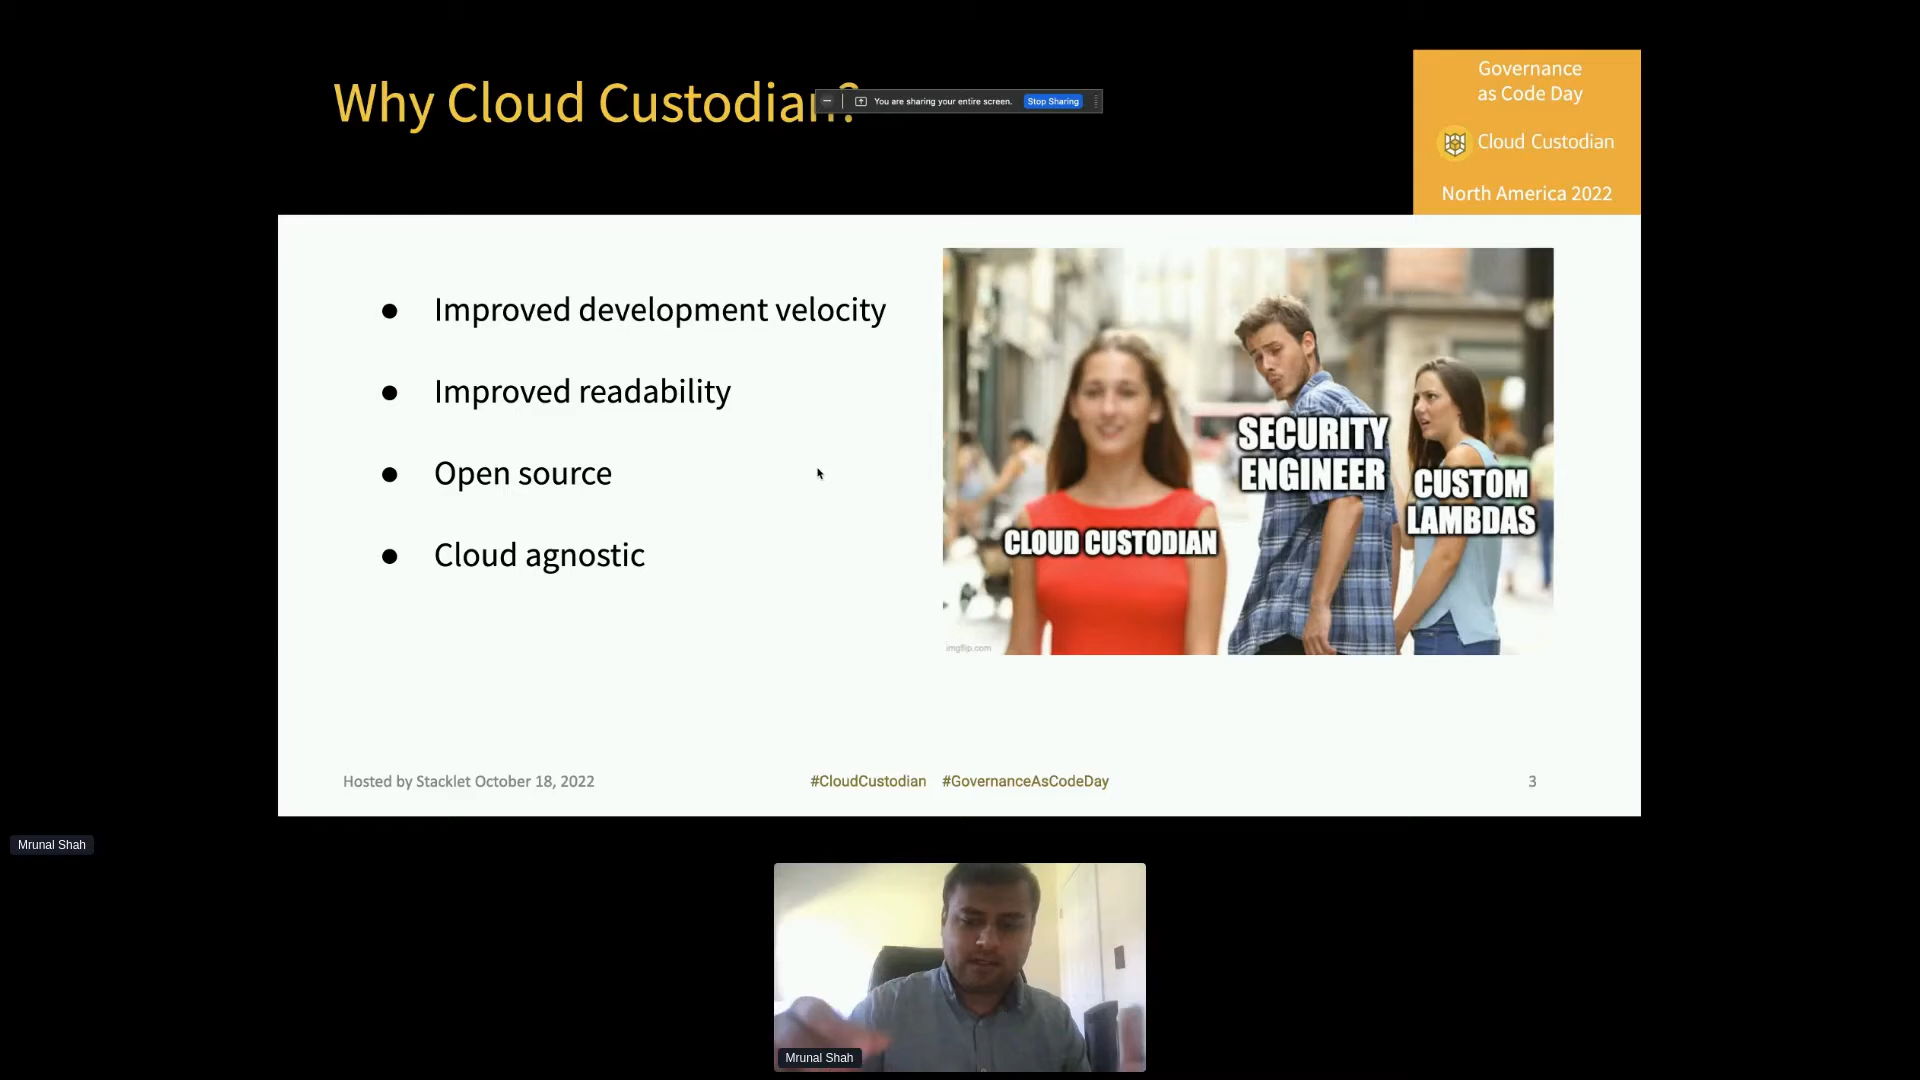 Why Cloud Custodian?
You are sharing your entire screen.
Stop Sharing
Governance
as Code Day
Cloud Custodian
North America 2022
● Improved development velocity
● Improved readability
● Open source
● Cloud agnostic
CLOUD CUSTODIAN
SECURITY
ENGINEER
CUSTOM
LAMBDAS
imgflip.com
Hosted by Stacklet October 18, 2022
#CloudCustodian #GovernanceAsCodeDay
3
Mrunal Shah
Mrunal Shah